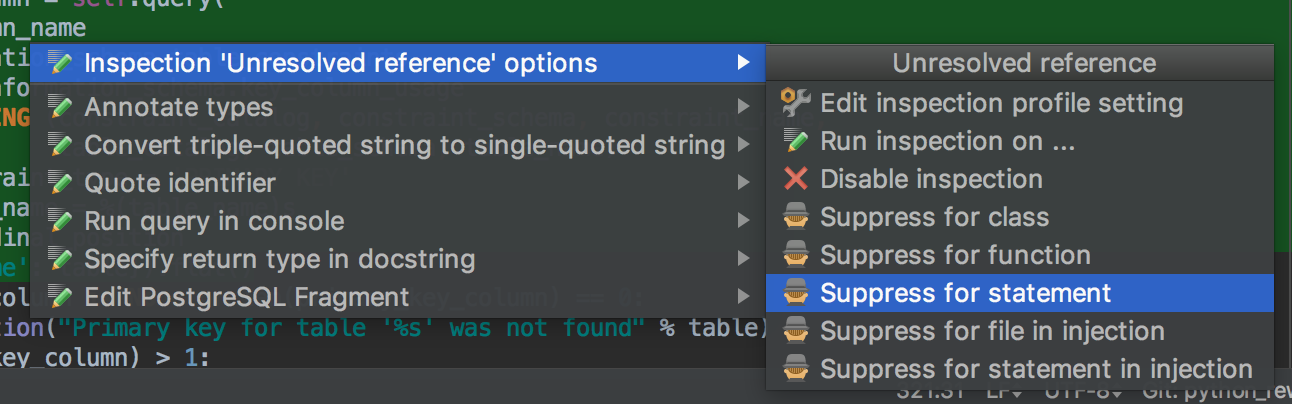 = self.query(
mn_name
Inspection 'Unresolved reference' options
Annotate types
Convert triple-quoted string to single-quoted string
Quote identifier
Run query in console
Specify return type in docstring
Edit PostgreSQL Fragment
Unresolved reference
Edit inspection profile setting
Run inspection on ...
Disable inspection
Suppress for class
Suppress for function
Suppress for statement
Suppress for file in injection
Suppress for statement in injection
tion("Primary key for table '%s' was not found" % table)
key_column) > 1:
321:31 LF UTF-8 Git: python_rew